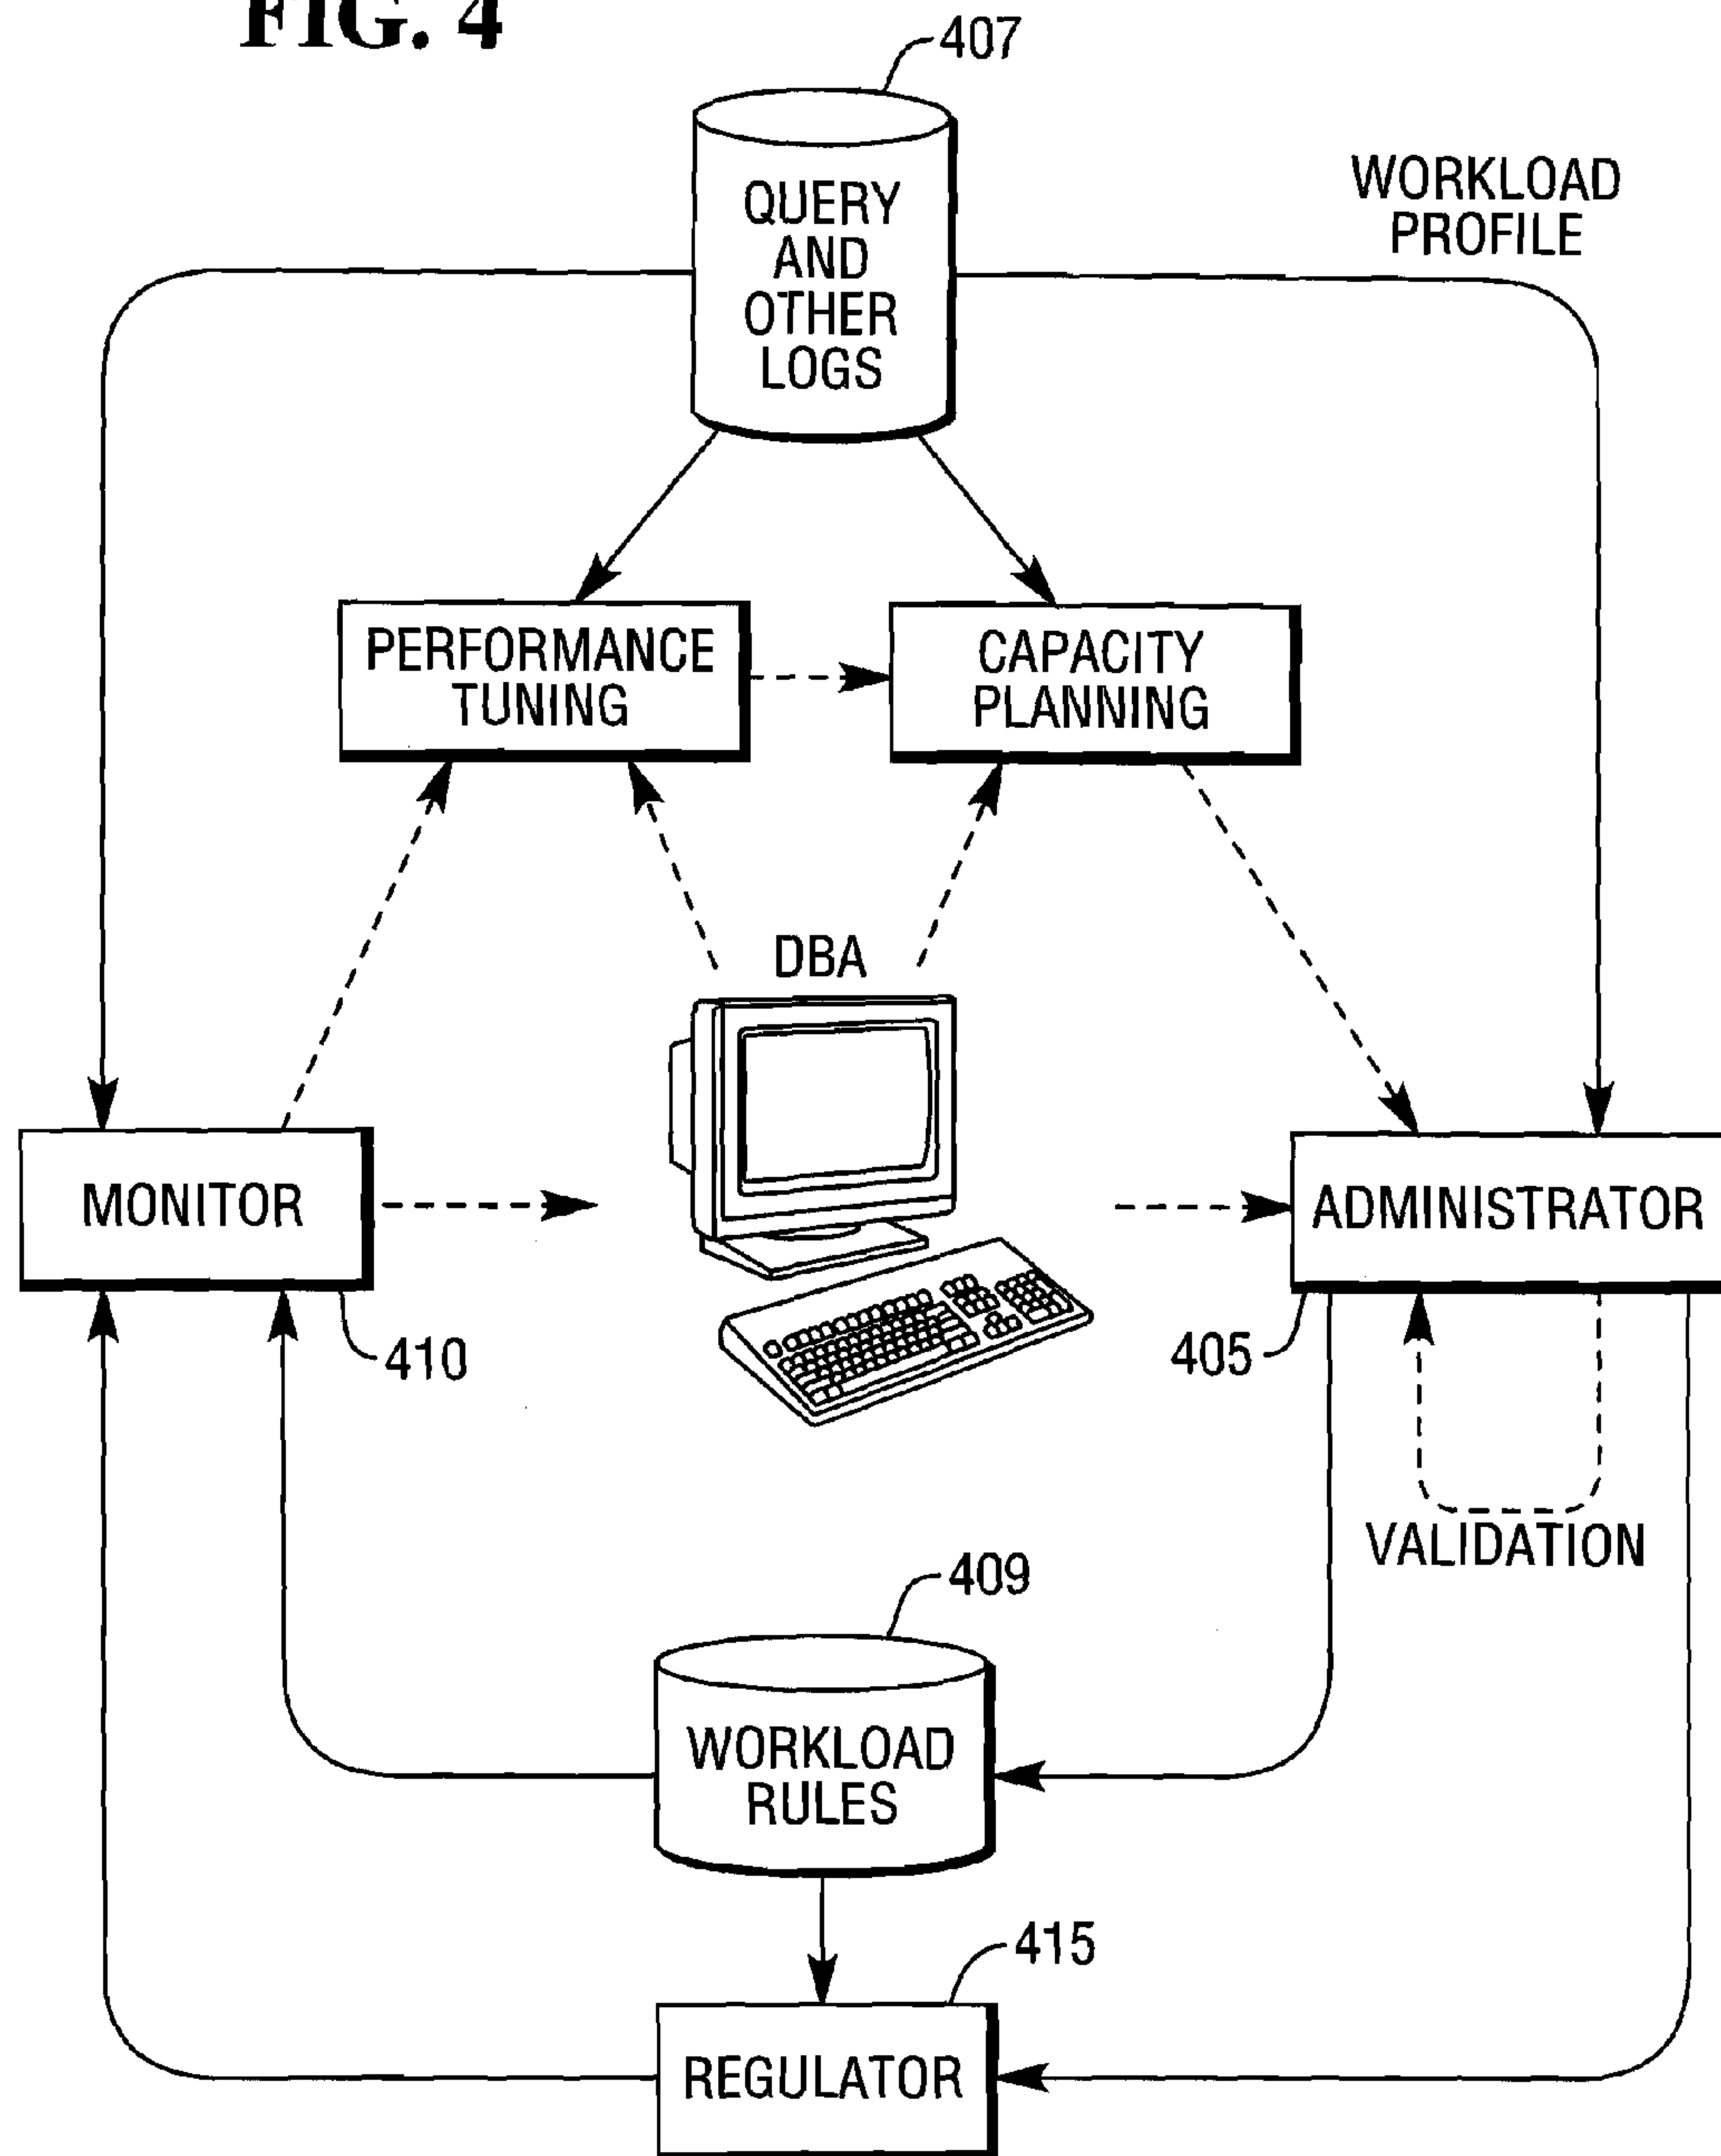 FIG. 4
407
QUERY
AND
OTHER
LOGS
WORKLOAD
PROFILE
PERFORMANCE
TUNING
CAPACITY
PLANNING
DBA
MONITOR
ADMINISTRATOR
410
405
VALIDATION
409
WORKLOAD
RULES
415
REGULATOR